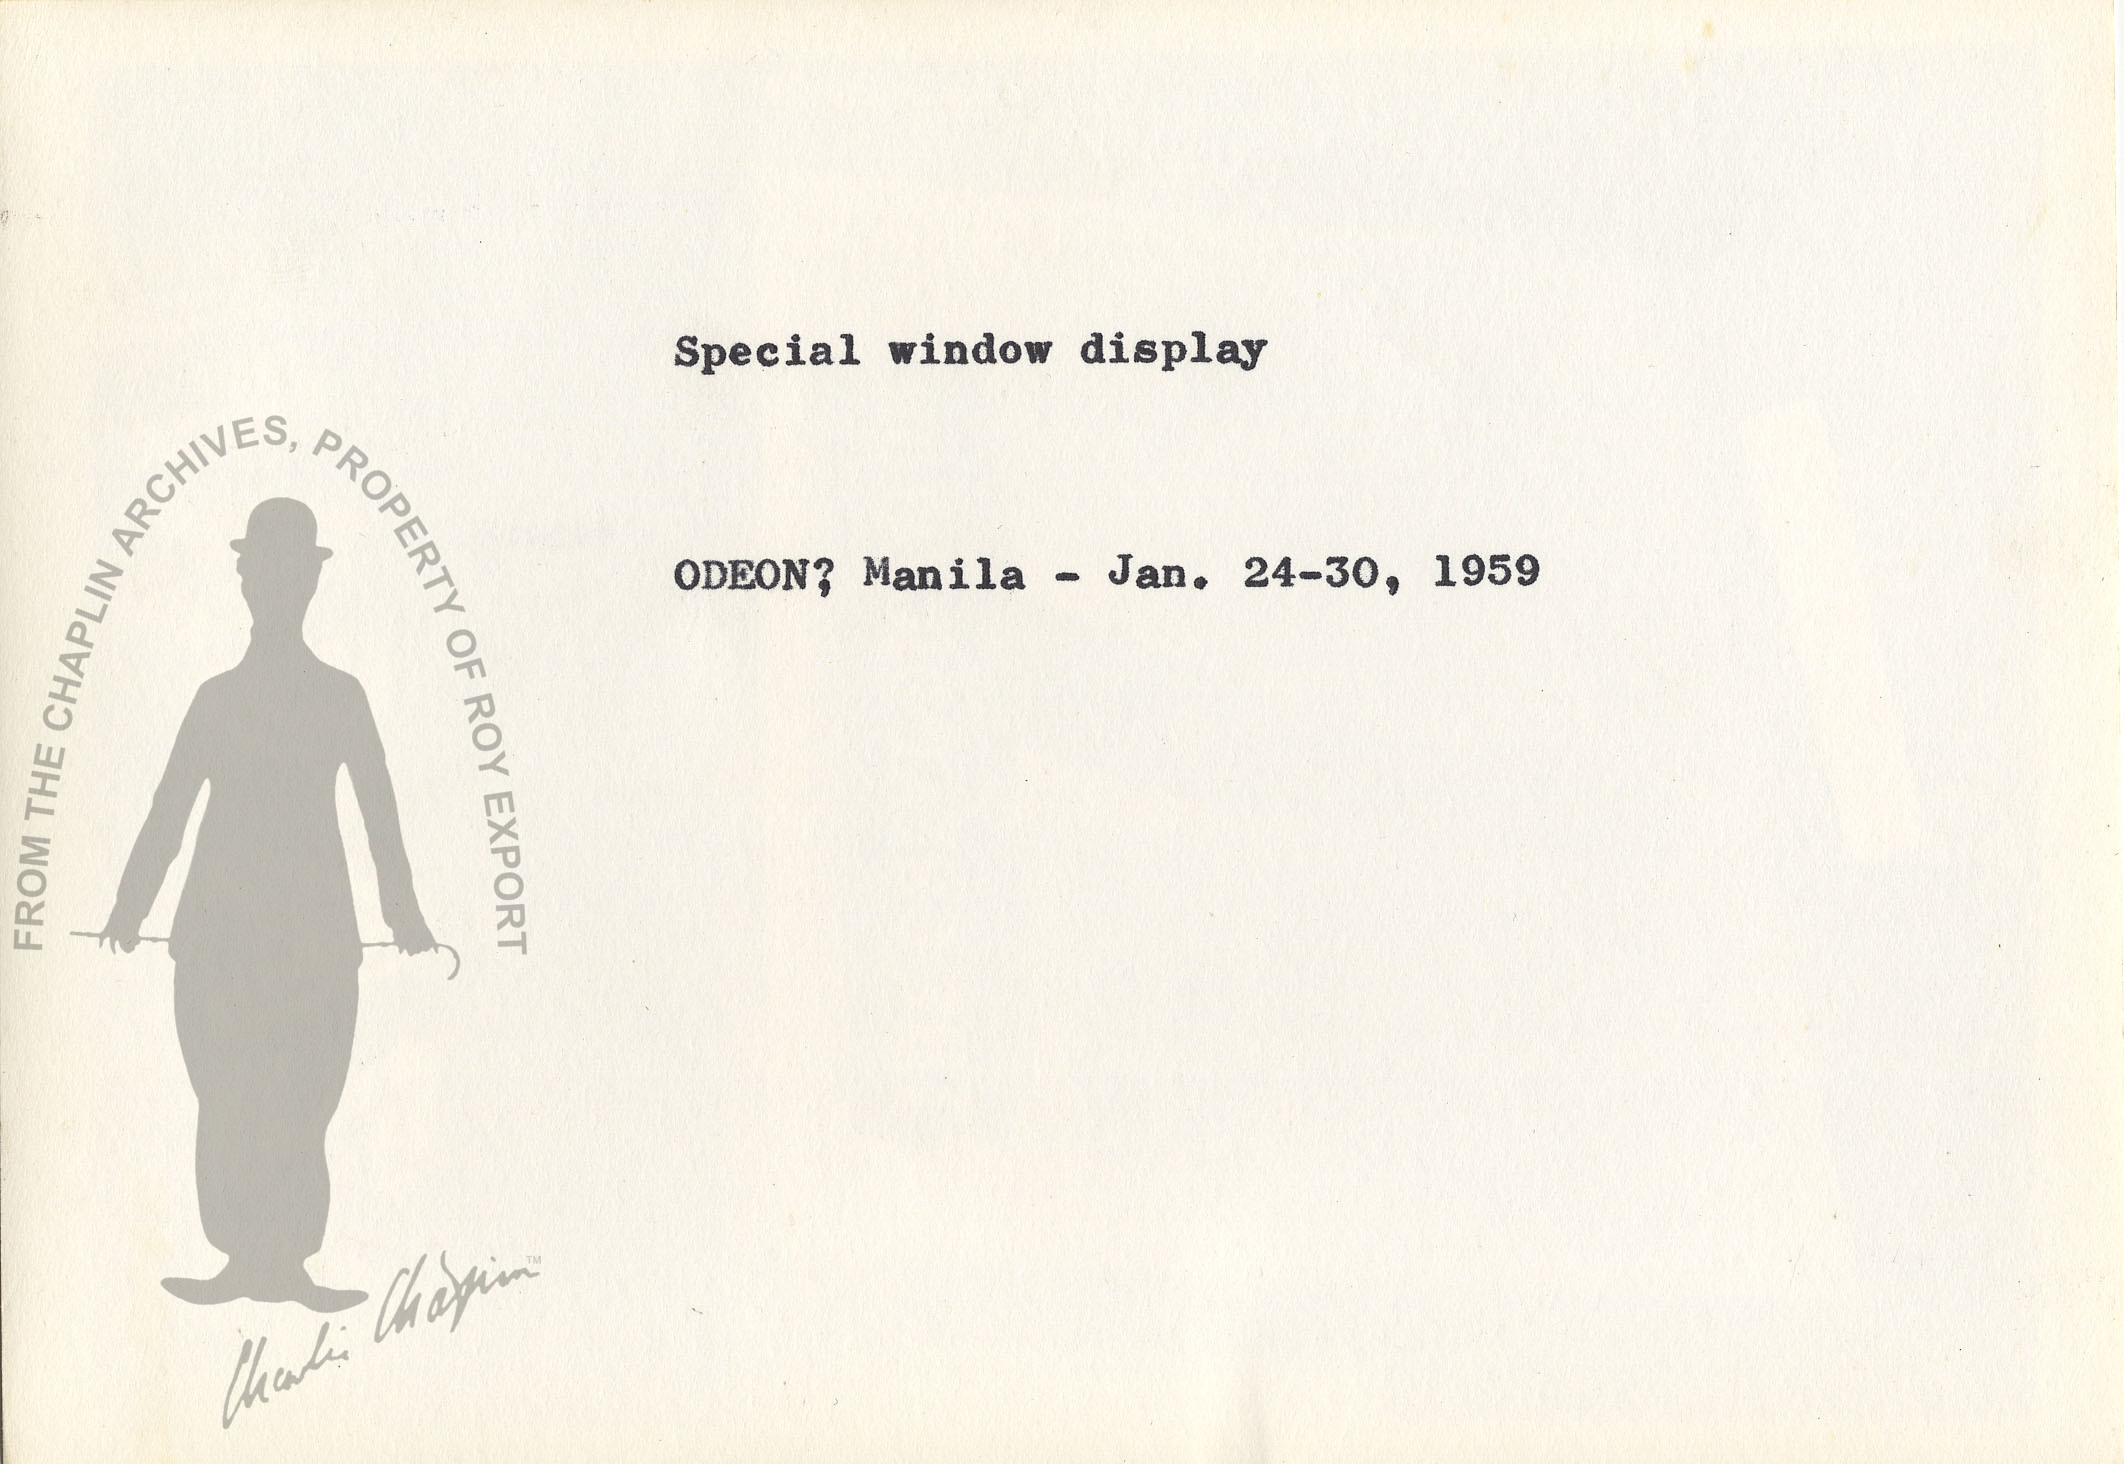 Special window display
ODEON? Manila - Jan. 24-30, 1959
FROM THE CHAPLIN ARCHIVES, PROPERTY OF ROY EXPORT
Charlie Chaplin™